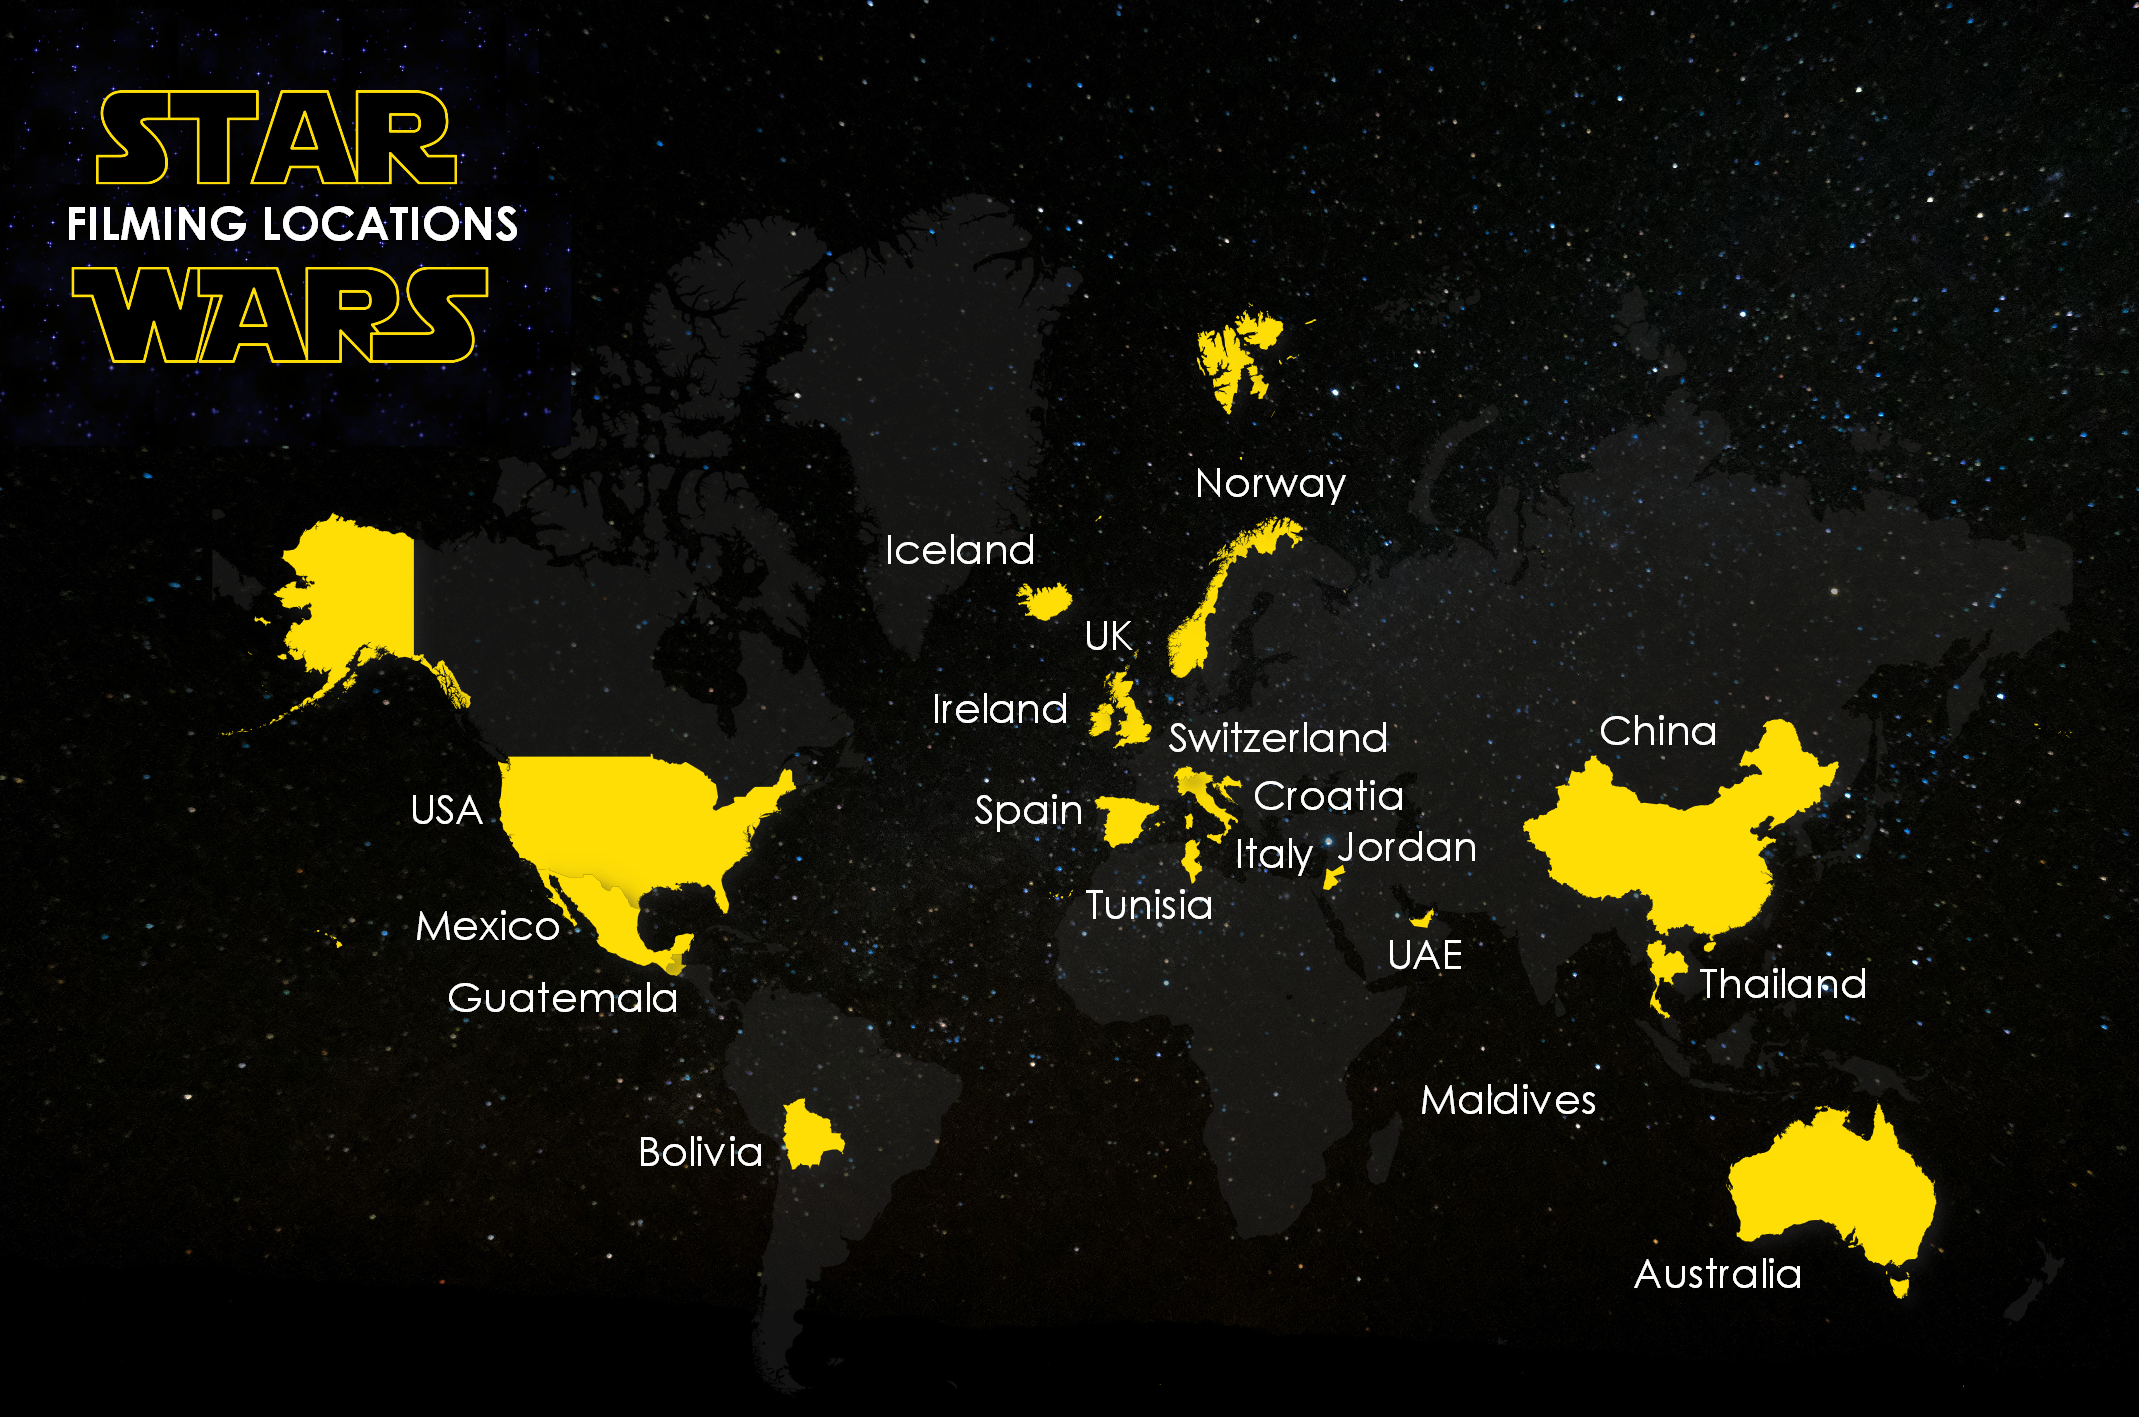 STAR
FILMING LOCATIONS
WARS
Norway
Iceland
UK
Ireland
Switzerland
China
USA
Spain
Croatia
Italy
Jordan
Tunisia
Mexico
UAE
Guatemala
Thailand
Maldives
Bolivia
Australia